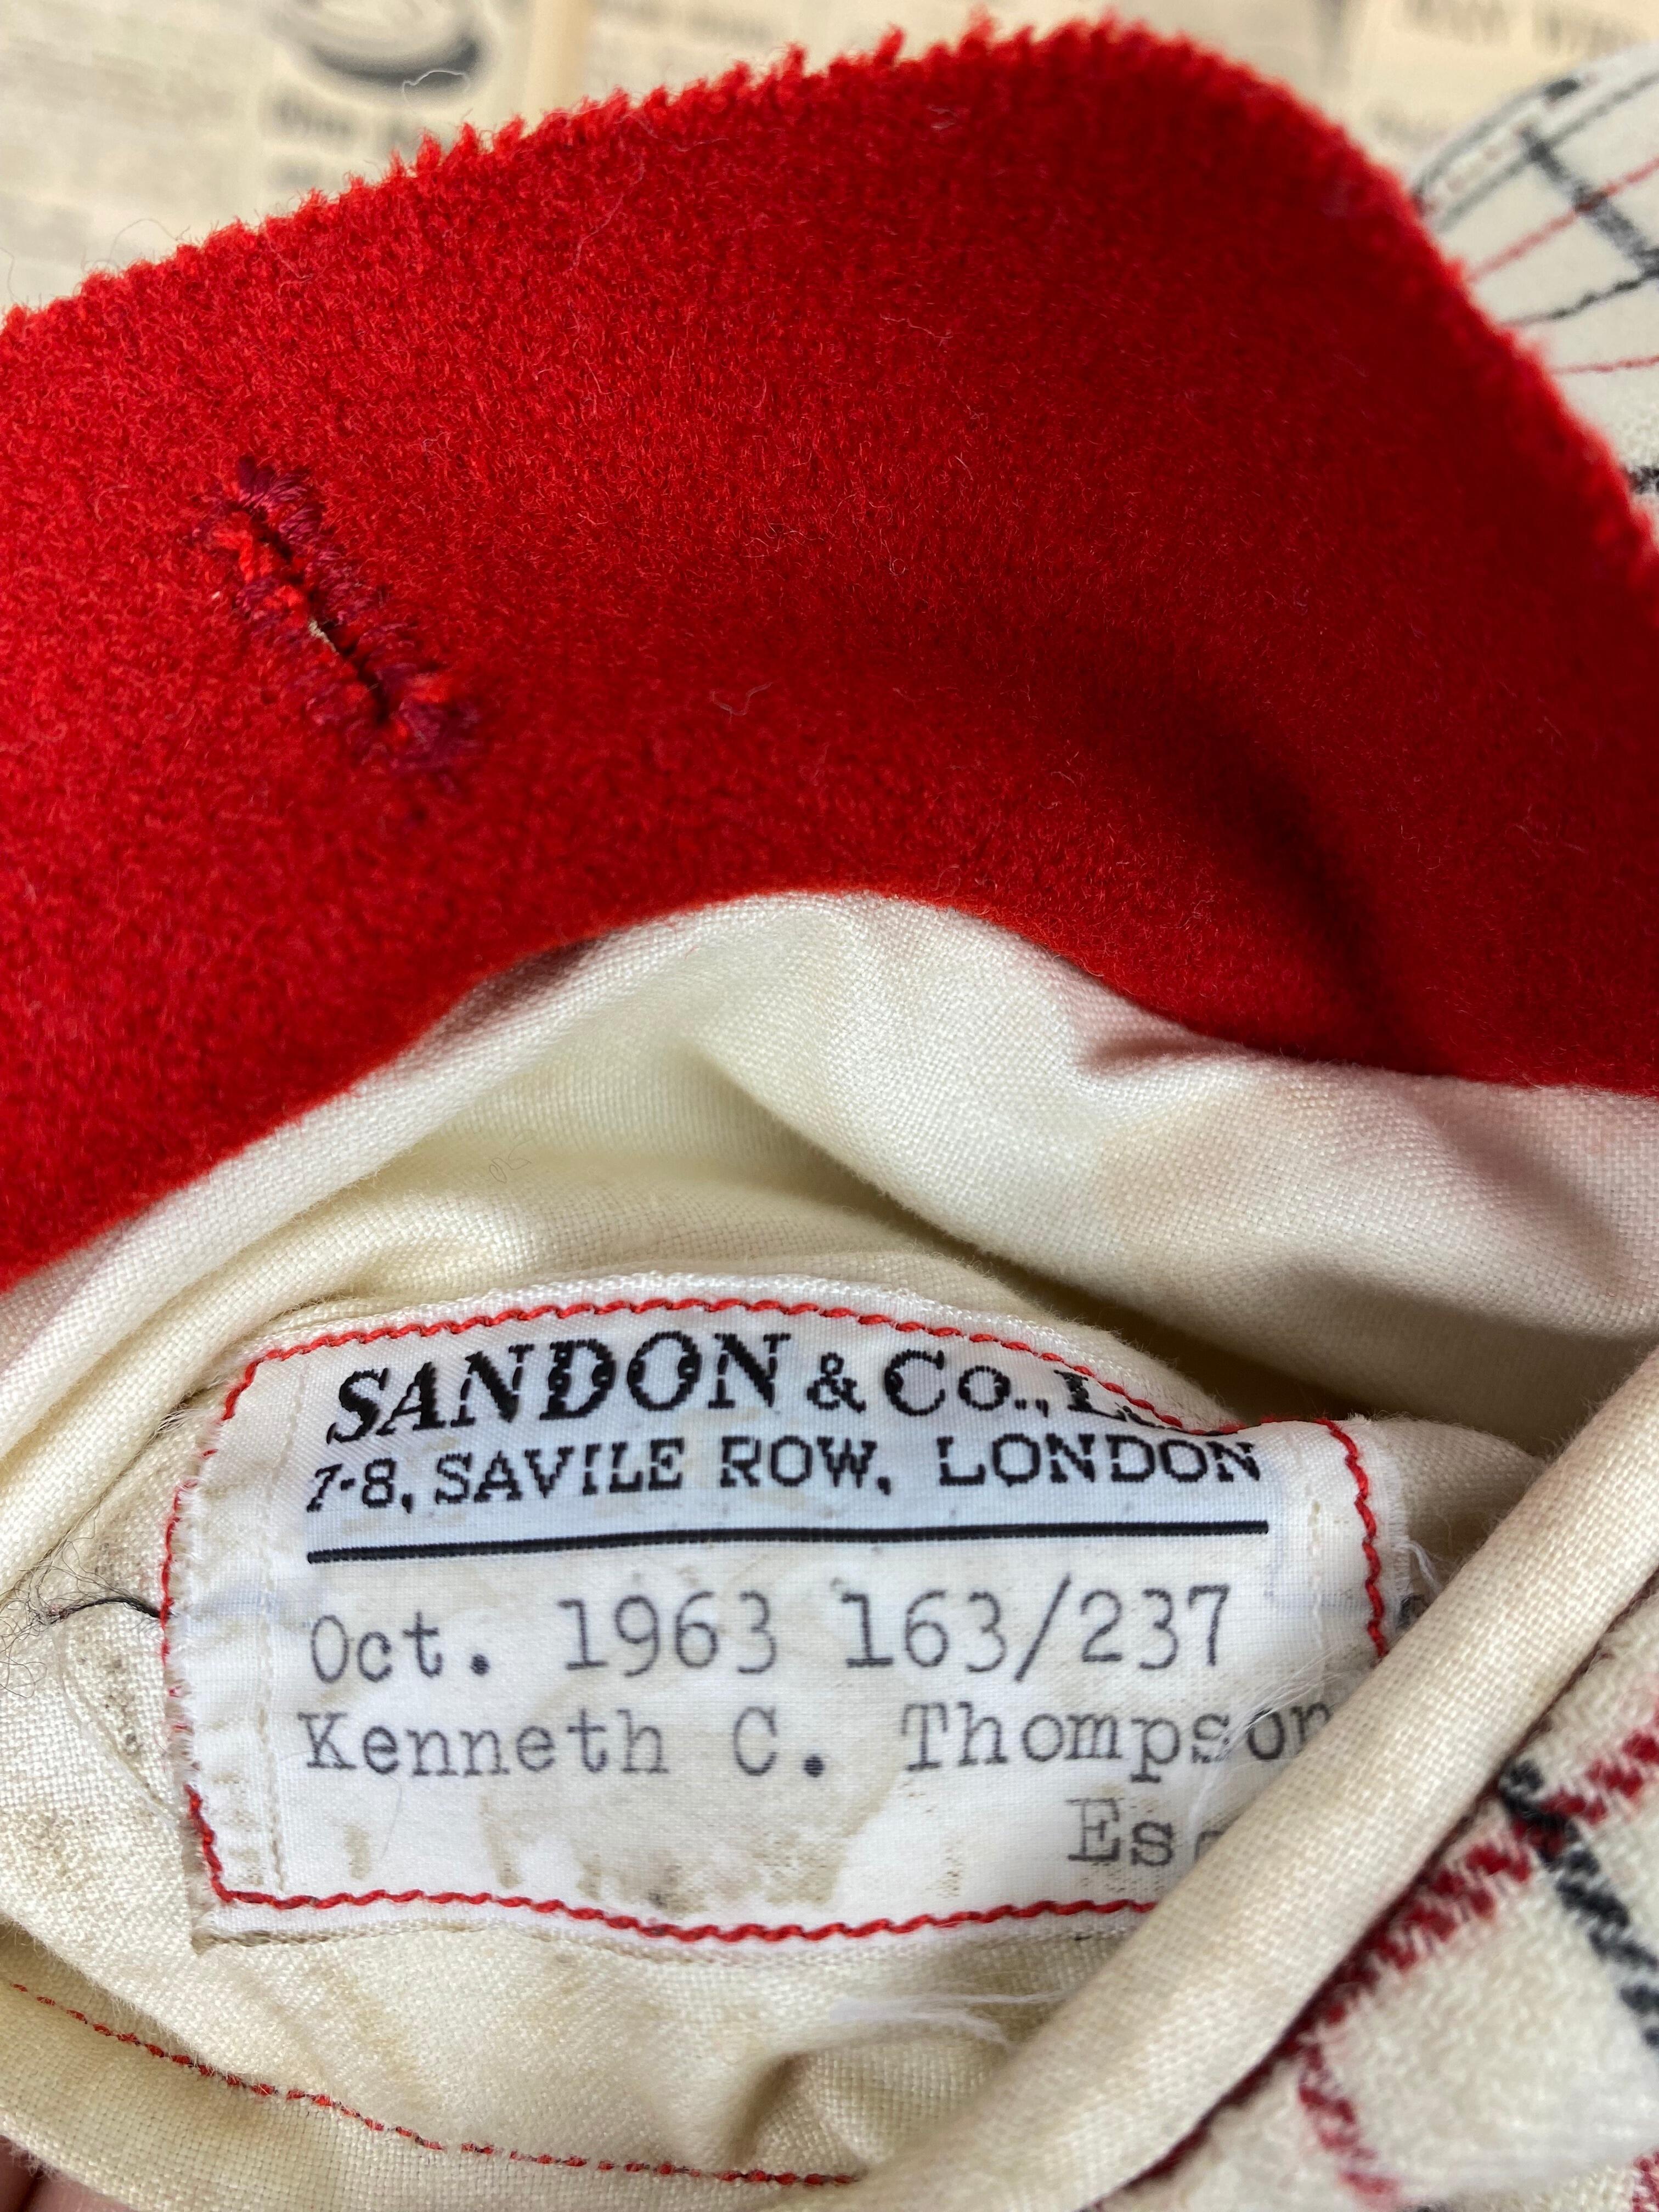 SANDON & Co.,
7-8, SAVILE ROW, LONDON
Oct. 1963 163/237
Kenneth C. Thompson